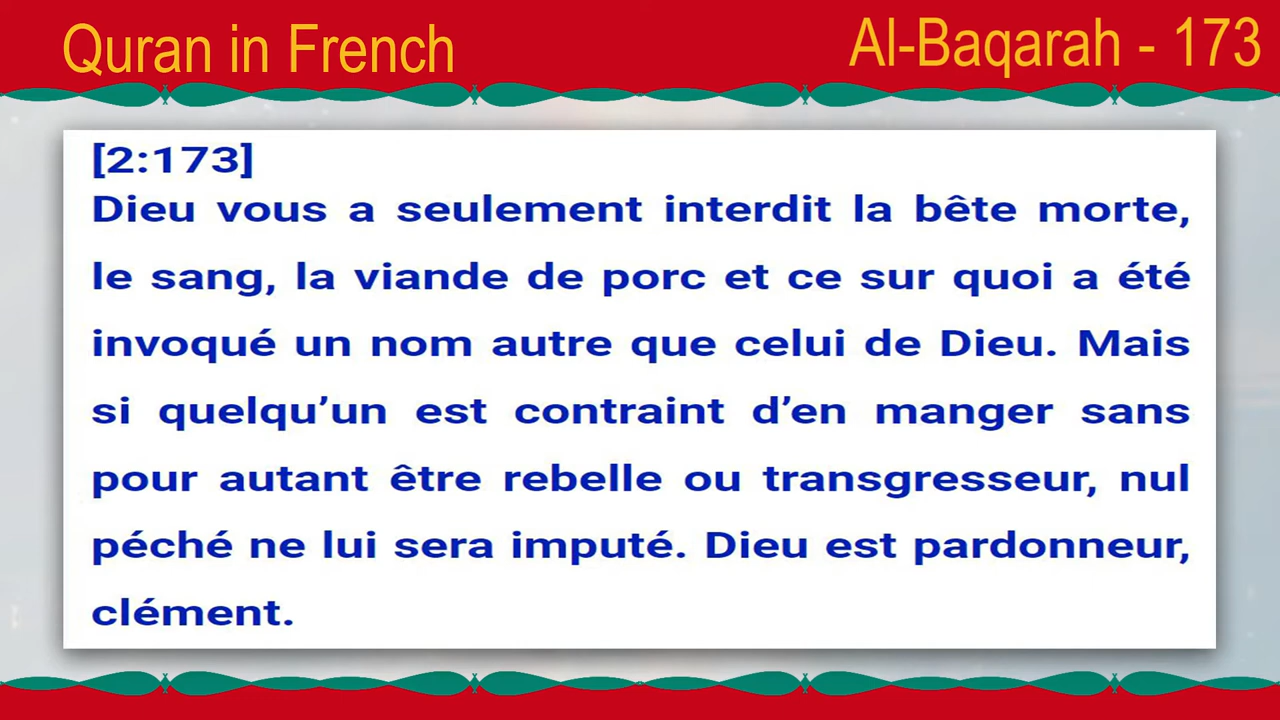 Quran in French
Al-Baqarah - 173
[2:173]
Dieu vous a seulement interdit la bête morte,
le sang, la viande de porc et ce sur quoi a été
invoqué un nom autre que celui de Dieu. Mais
si quelqu’un est contraint d’en manger sans
pour autant être rebelle ou transgresseur, nul
péché ne lui sera imputé. Dieu est pardonneur,
clément.